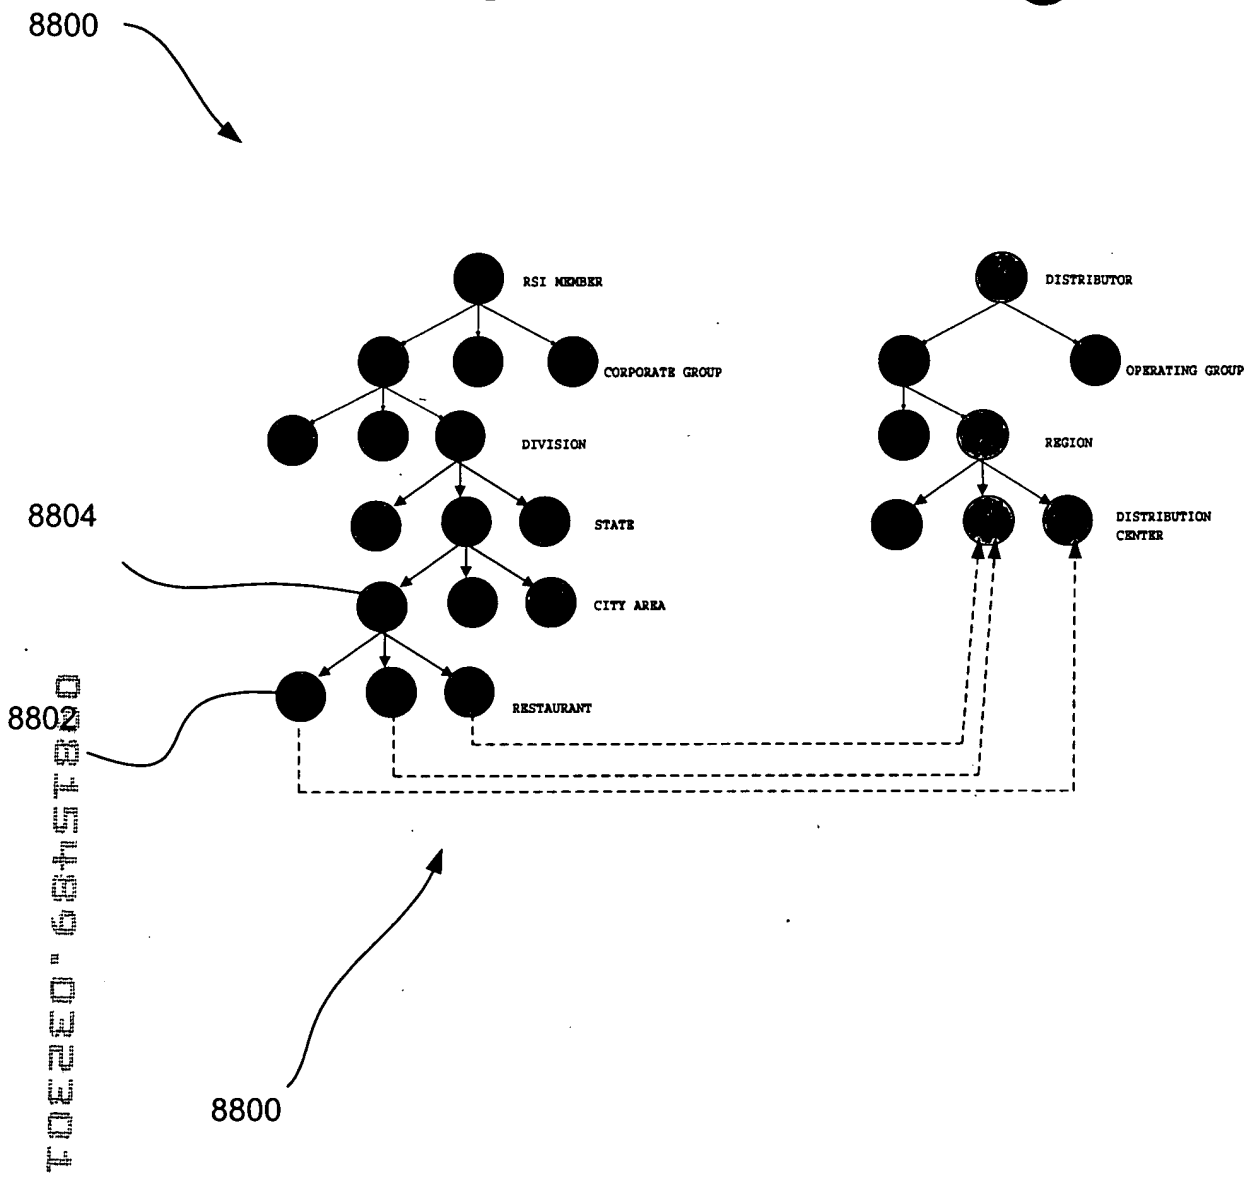 8800
RSI MEMBER
DISTRIBUTOR
CORPORATE GROUP
OPERATING GROUP
DIVISION
REGION
8804
STATE
DISTRIBUTION
CENTER
CITY AREA
8802
RESTAURANT
8800